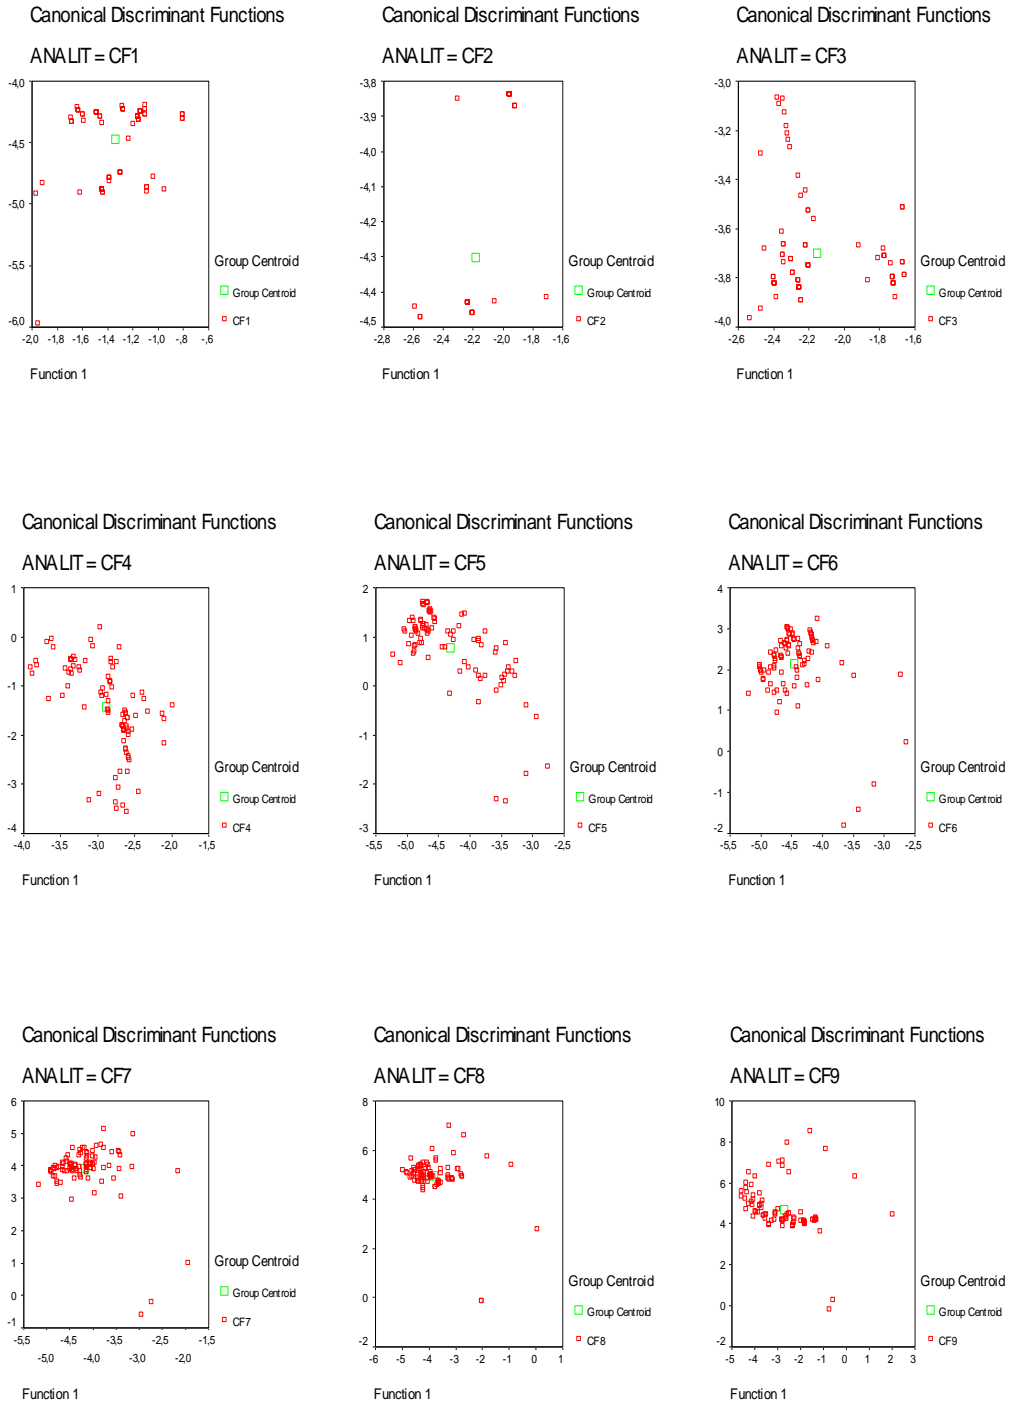 Canonical Discriminant Functions
ANALIT = CF1
-4,0
-4,5
-5,0
-5,5
-6,0
-2,0 -1,8 -1,6 -1,4 -1,2 -1,0 -,8 -,6
Group Centroid
Group Centroid
CF1
Function 1
Canonical Discriminant Functions
ANALIT = CF2
-3,8
-3,9
-4,0
-4,1
-4,2
-4,3
-4,4
-4,5
-2,6 -2,4 -2,2 -2,0 -1,8 -1,6
Group Centroid
Group Centroid
CF2
Function 1
Canonical Discriminant Functions
ANALIT = CF3
-3,0
-3,2
-3,4
-3,6
-3,8
-4,0
-2,6 -2,4 -2,2 -2,0 -1,8 -1,6
Group Centroid
Group Centroid
CF3
Function 1
Canonical Discriminant Functions
ANALIT = CF4
1
0
-1
-2
-3
-4
-4,0 -3,5 -3,0 -2,5 -2,0 -1,5
Group Centroid
Group Centroid
CF4
Function 1
Canonical Discriminant Functions
ANALIT = CF5
2
1
0
-1
-2
-3
-5,5 -5,0 -4,5 -4,0 -3,5 -3,0 -2,5
Group Centroid
Group Centroid
CF5
Function 1
Canonical Discriminant Functions
ANALIT = CF6
4
3
2
1
0
-1
-2
-5,5 -5,0 -4,5 -4,0 -3,5 -3,0 -2,5
Group Centroid
Group Centroid
CF6
Function 1
Canonical Discriminant Functions
ANALIT = CF7
6
5
4
3
2
1
0
-1
-5,5 -4,5 -3,5 -2,5 -1,5
-5,0 -4,0 -3,0 -2,0
Group Centroid
Group Centroid
CF7
Function 1
Canonical Discriminant Functions
ANALIT = CF8
8
6
4
2
0
-2
-6 -5 -4 -3 -2 -1 0 1
Group Centroid
Group Centroid
CF8
Function 1
Canonical Discriminant Functions
ANALIT = CF9
10
8
6
4
2
0
-2
-5 -4 -3 -2 -1 0 1 2 3
Group Centroid
Group Centroid
CF9
Function 1